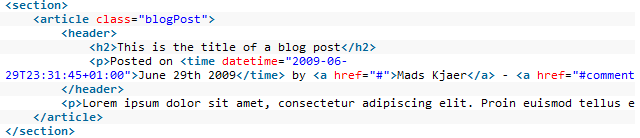 <section>
<article class="blogPost">
<header>
<h2>This is the title of a blog post</h2>
<p>Posted on <time datetime="2009-06-
29T23:31:45+01:00">June 29th 2009</time> by <a href="#">Mads Kjaer</a> - <a href="#comment
</header>
<p>Lorem ipsum dolor sit amet, consectetur adipiscing elit. Proin euismod tellus e
</article>
</section>